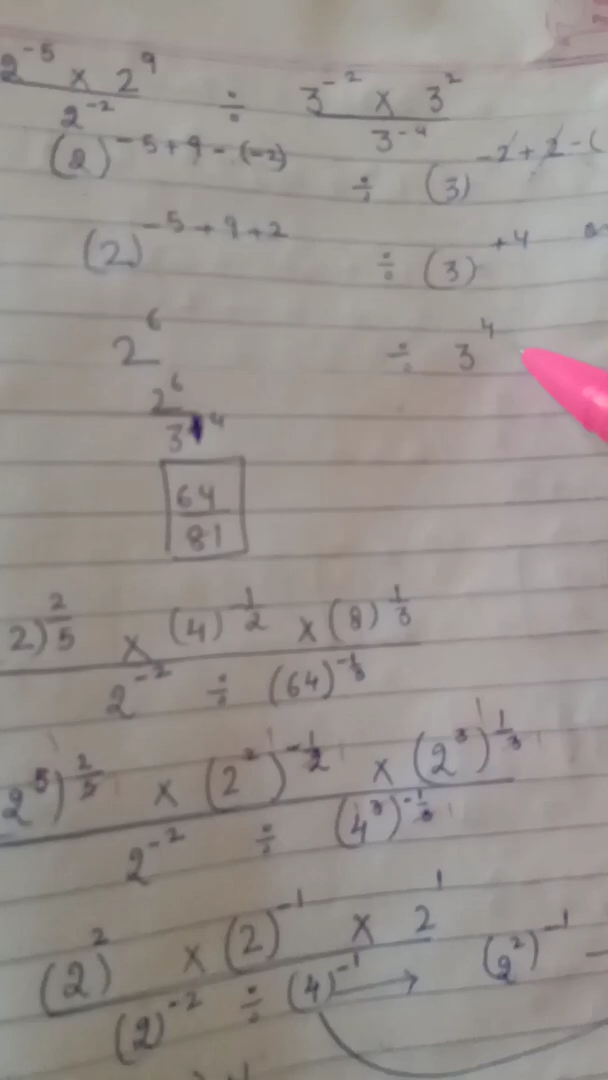 2^-5 × 2^9 / 2^-2 ÷ 3^-2 × 3^2 / 3^-4
(2)^-5+9-(-2) ÷ (3)^-2+2-(
(2)^-5+9+2 ÷ (3)^+4
2^6 ÷ 3^4
2^6 / 3^4
64 / 81
2)^2/5 × (4)^-1/2 × (8)^1/3 / 2^-2 ÷ (64)^-1/3
2^5)^2/5 × (2^2)^-1/2 × (2^3)^1/3 / 2^-2 ÷ (4^3)^-1/3
(2)^2 × (2)^-1 × 2^1 / (2)^-2 ÷ (4)^-1 → (2^2)^-1